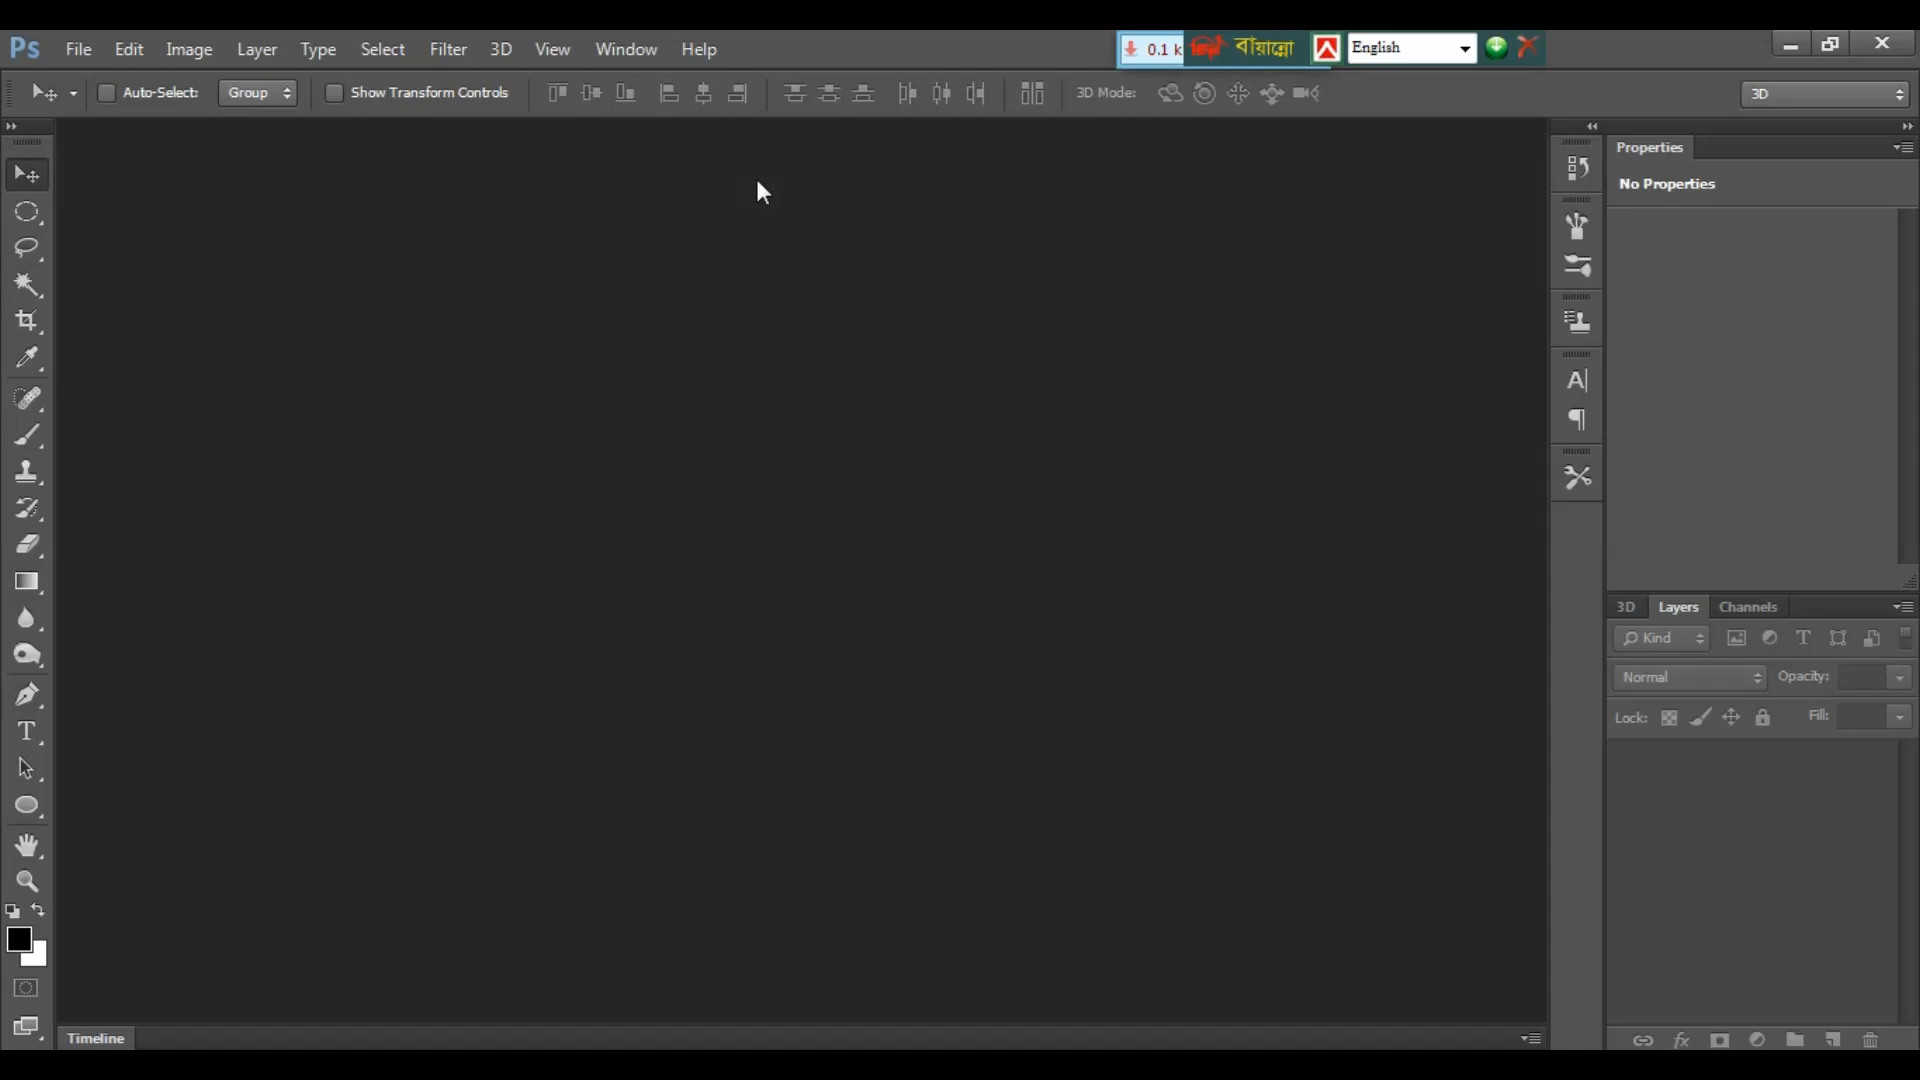 Ps File Edit Image Layer Type Select Filter 3D View Window Help
0.1 k বায়ান্নো English
Auto-Select: Group Show Transform Controls 3D Mode: 3D
Properties
No Properties
3D Layers Channels
Kind
Normal Opacity:
Lock: Fill:
Timeline